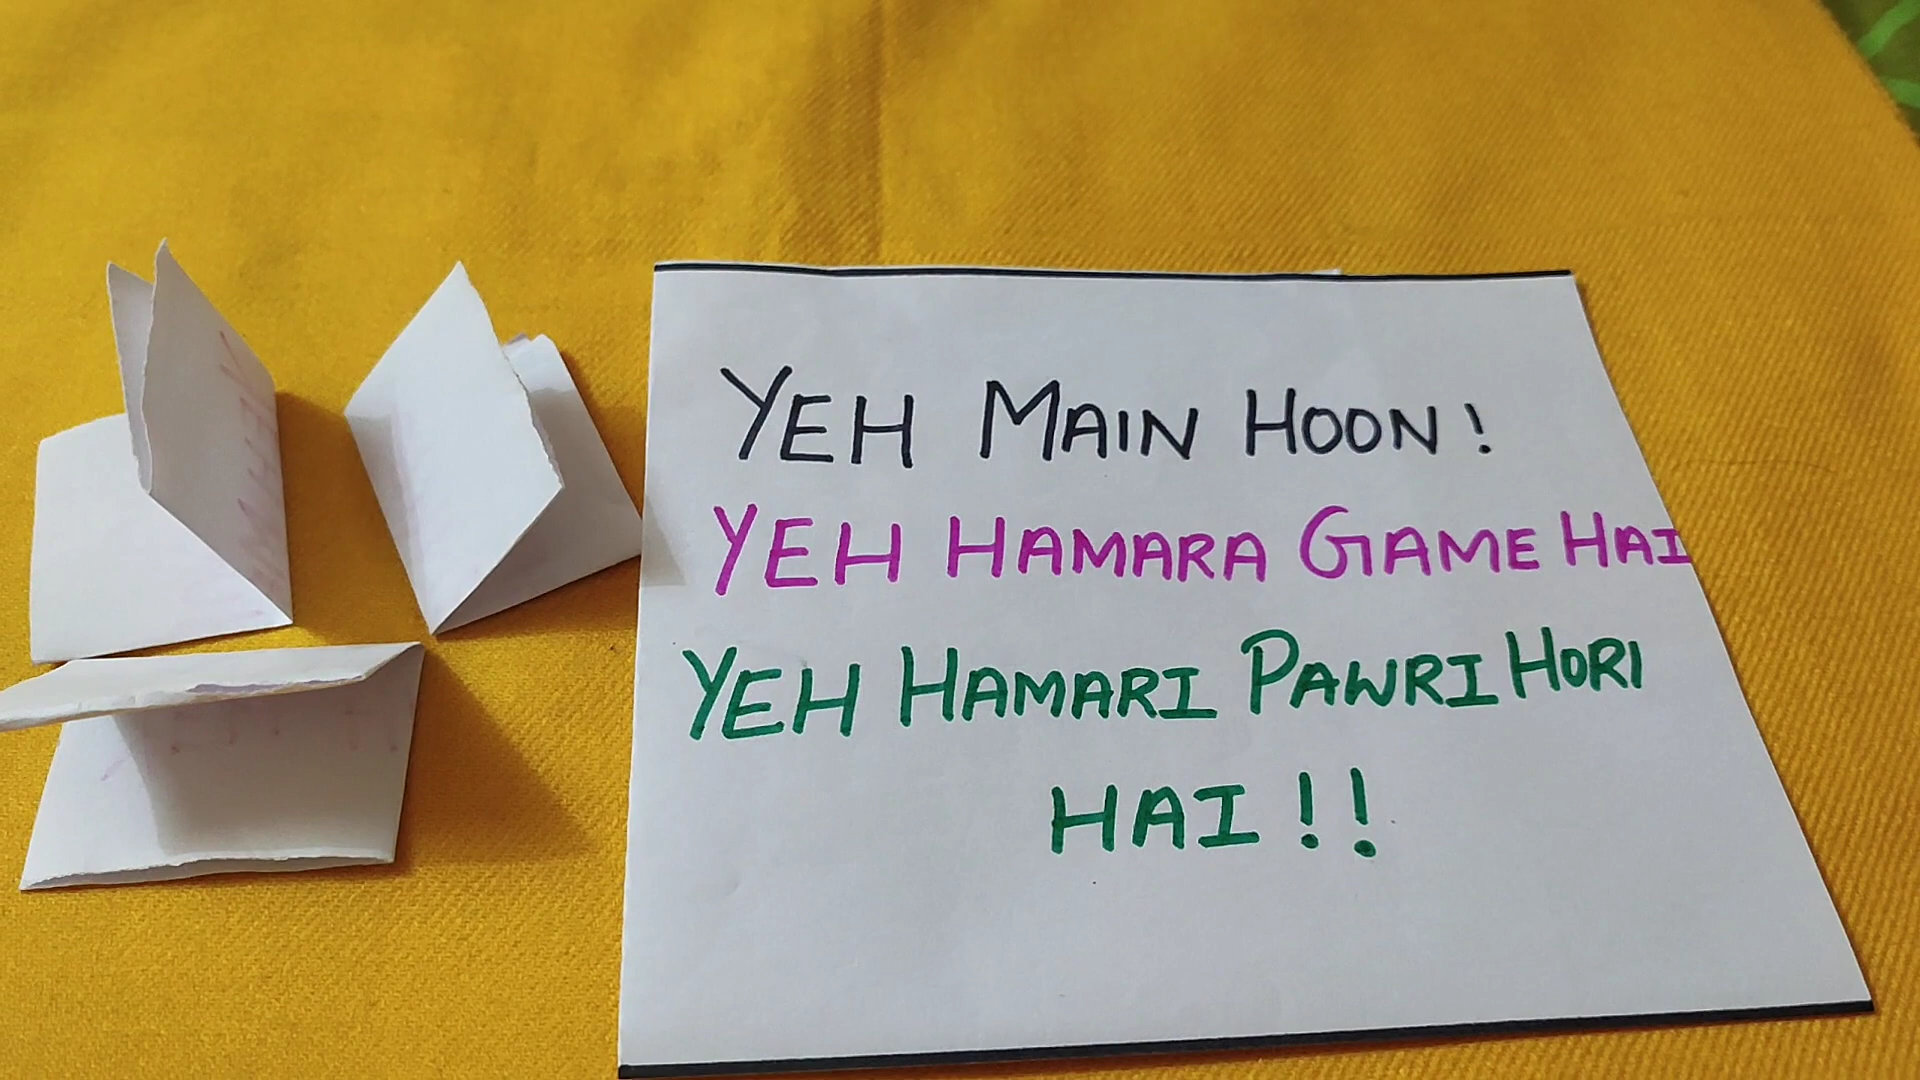 YEH MAIN HOON!
YEH HAMARA GAME HAI
YEH HAMARI PAWRI HORI
HAI!!